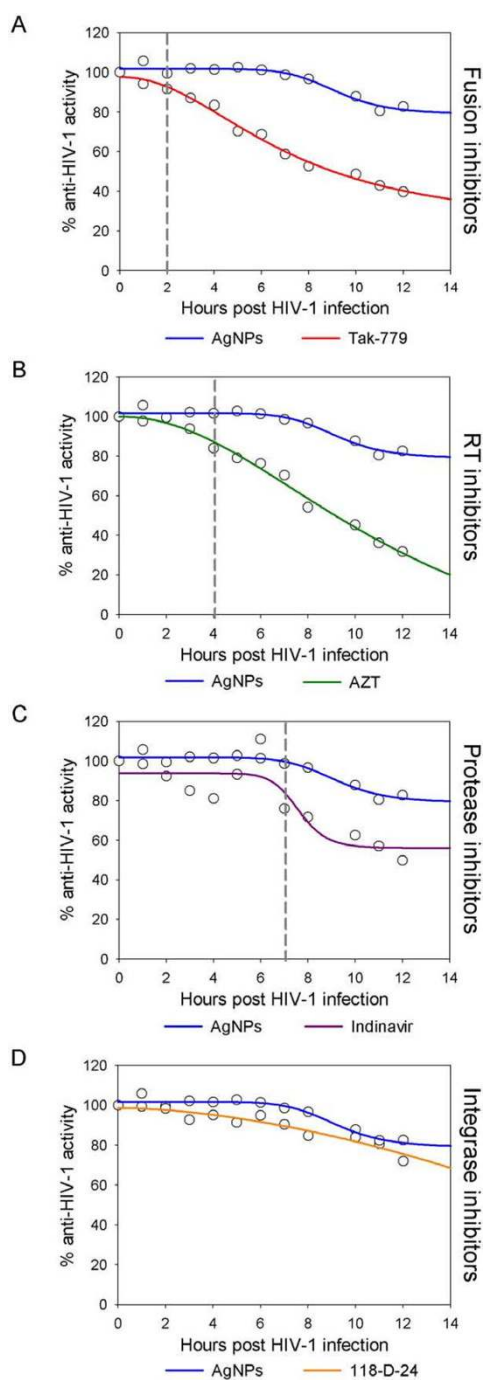 A
120
100
80
60
40
20
0
% anti-HIV-1 activity
0 2 4 6 8 10 12 14
Hours post HIV-1 infection
AgNPs Tak-779
Fusion inhibitors
B
120
100
80
60
40
20
0
% anti-HIV-1 activity
0 2 4 6 8 10 12 14
Hours post HIV-1 infection
AgNPs AZT
RT inhibitors
C
120
100
80
60
40
20
0
% anti-HIV-1 activity
0 2 4 6 8 10 12 14
Hours post HIV-1 infection
AgNPs Indinavir
Protease inhibitors
D
120
100
80
60
40
20
0
% anti-HIV-1 activity
0 2 4 6 8 10 12 14
Hours post HIV-1 infection
AgNPs 118-D-24
Integrase inhibitors